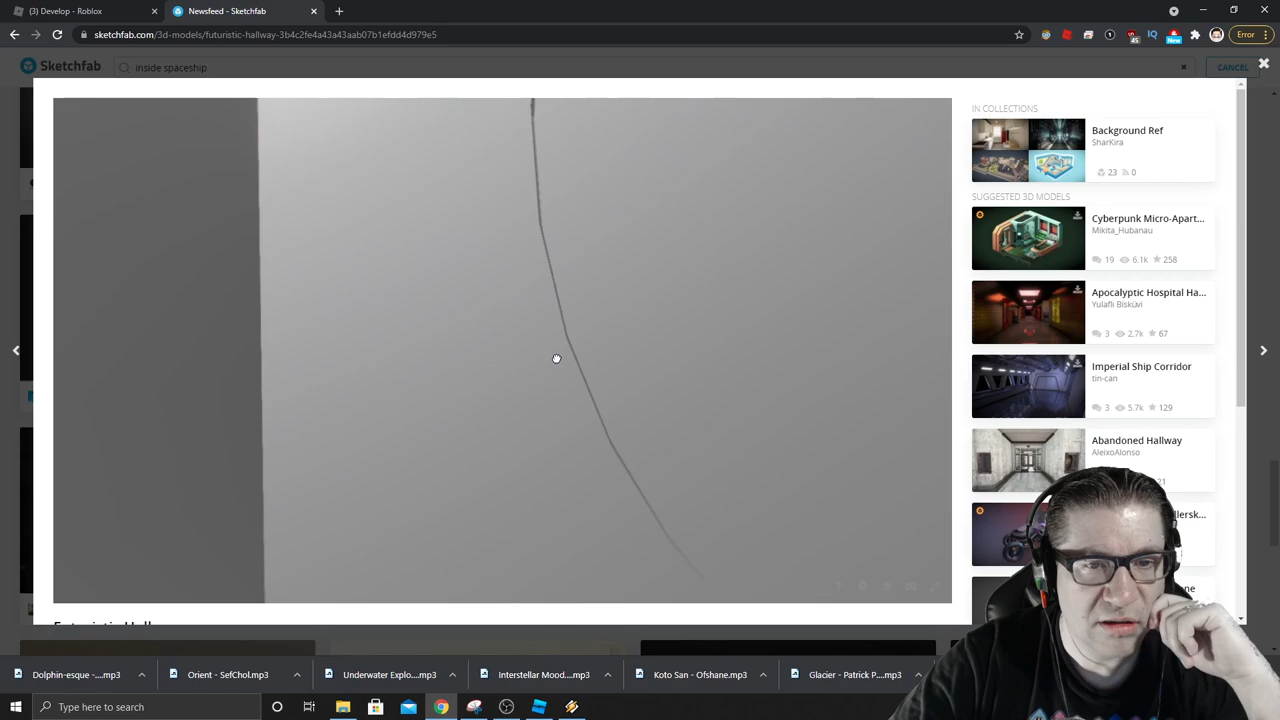 (3) Develop - Roblox
Newsfeed - Sketchfab
sketchfab.com/3d-models/futuristic-hallway-3b4c2fe4a43a43aab07b1efdd4d979e5
45
New
Error
Sketchfab
inside spaceship
CANCEL
IN COLLECTIONS
Background Ref
SharKira
23
0
SUGGESTED 3D MODELS
Cyberpunk Micro-Apart...
Mikita_Hubanau
19 6.1k 258
Apocalyptic Hospital Ha...
Yulaflı Bisküvi
3 2.7k 67
Imperial Ship Corridor
tin-can
3 5.7k 129
Abandoned Hallway
AleixoAlonso
21
Dolphin-esque -....mp3
Orient - SefChol.mp3
Underwater Explo....mp3
Interstellar Mood....mp3
Koto San - Ofshane.mp3
Glacier - Patrick P....mp3
Type here to search